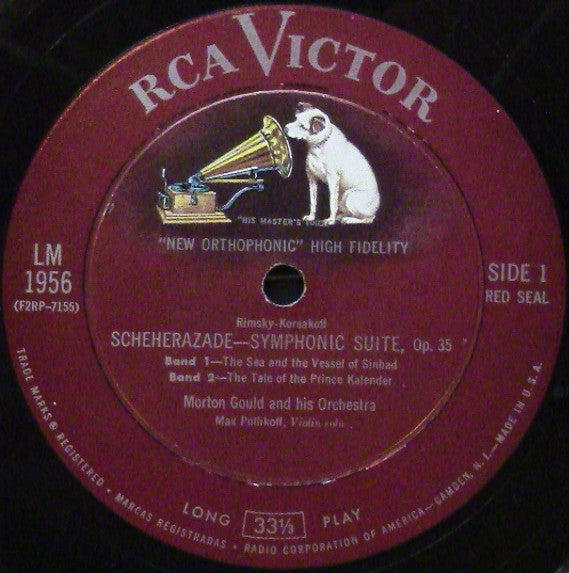 RCA VICTOR
"HIS MASTER'S VOICE"
"NEW ORTHOPHONIC" HIGH FIDELITY
LM
1956
(F2RP-7155)
SIDE 1
RED SEAL
Rimsky-Korsakoff
SCHEHERAZADE—SYMPHONIC SUITE, Op. 35
Band 1—The Sea and the Vessel of Sinbad
Band 2—The Tale of the Prince Kalender
Morton Gould and his Orchestra
Max Pollikoff, Violin solo
LONG 33⅓ PLAY
TRADE MARKS ® REGISTERED • MARCAS REGISTRADAS • RADIO CORPORATION OF AMERICA—CAMDEN, N. J.—MADE IN U.S.A.